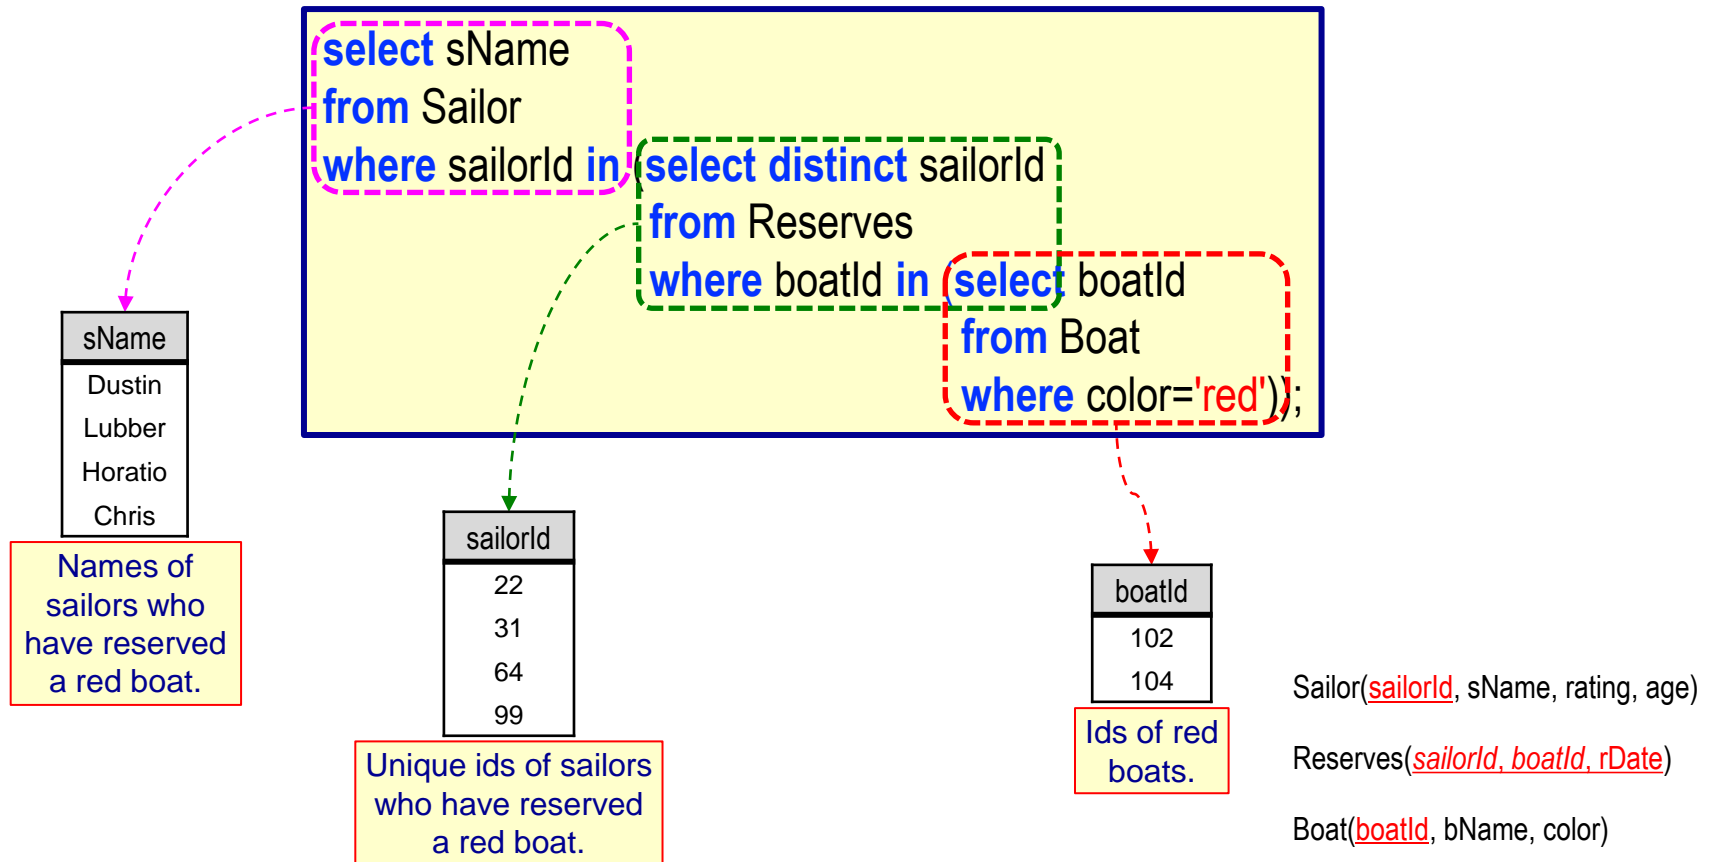 select sName
from Sailor
where sailorId in (select distinct sailorId
from Reserves
where boatId in (select boatId
from Boat
where color='red'));
sName
Dustin
Lubber
Horatio
Chris
Names of
sailors who
have reserved
a red boat.
sailorId
22
31
64
99
Unique ids of sailors
who have reserved
a red boat.
boatId
102
104
Ids of red
boats.
Sailor(sailorId, sName, rating, age)
Reserves(sailorId, boatId, rDate)
Boat(boatId, bName, color)